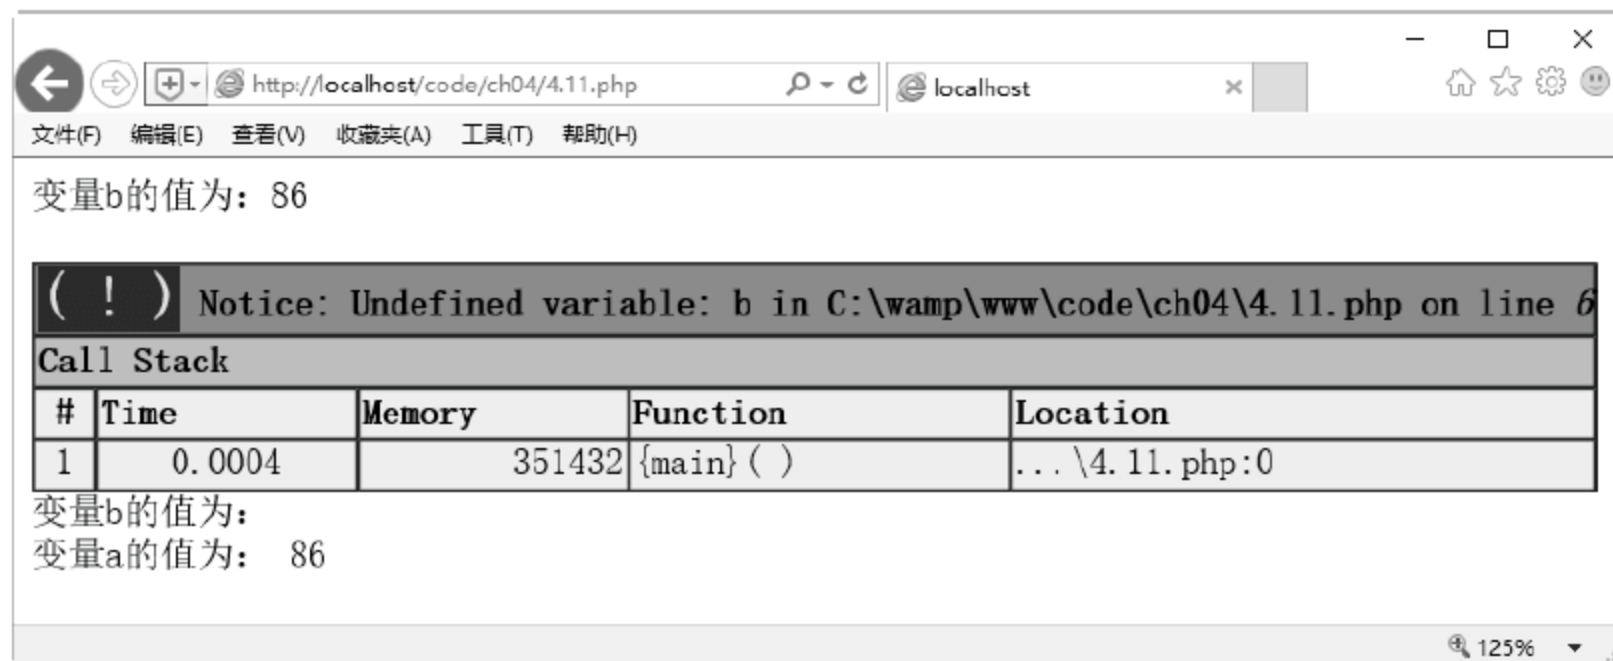 http://localhost/code/ch04/4.11.php localhost
文件(F) 编辑(E) 查看(V) 收藏夹(A) 工具(T) 帮助(H)
变量b的值为：86
( ! ) Notice: Undefined variable: b in C:\wamp\www\code\ch04\4.11.php on line 6
Call Stack
# Time Memory Function Location
1 0.0004 351432 {main}( ) ...\4.11.php:0
变量b的值为：
变量a的值为： 86
125%